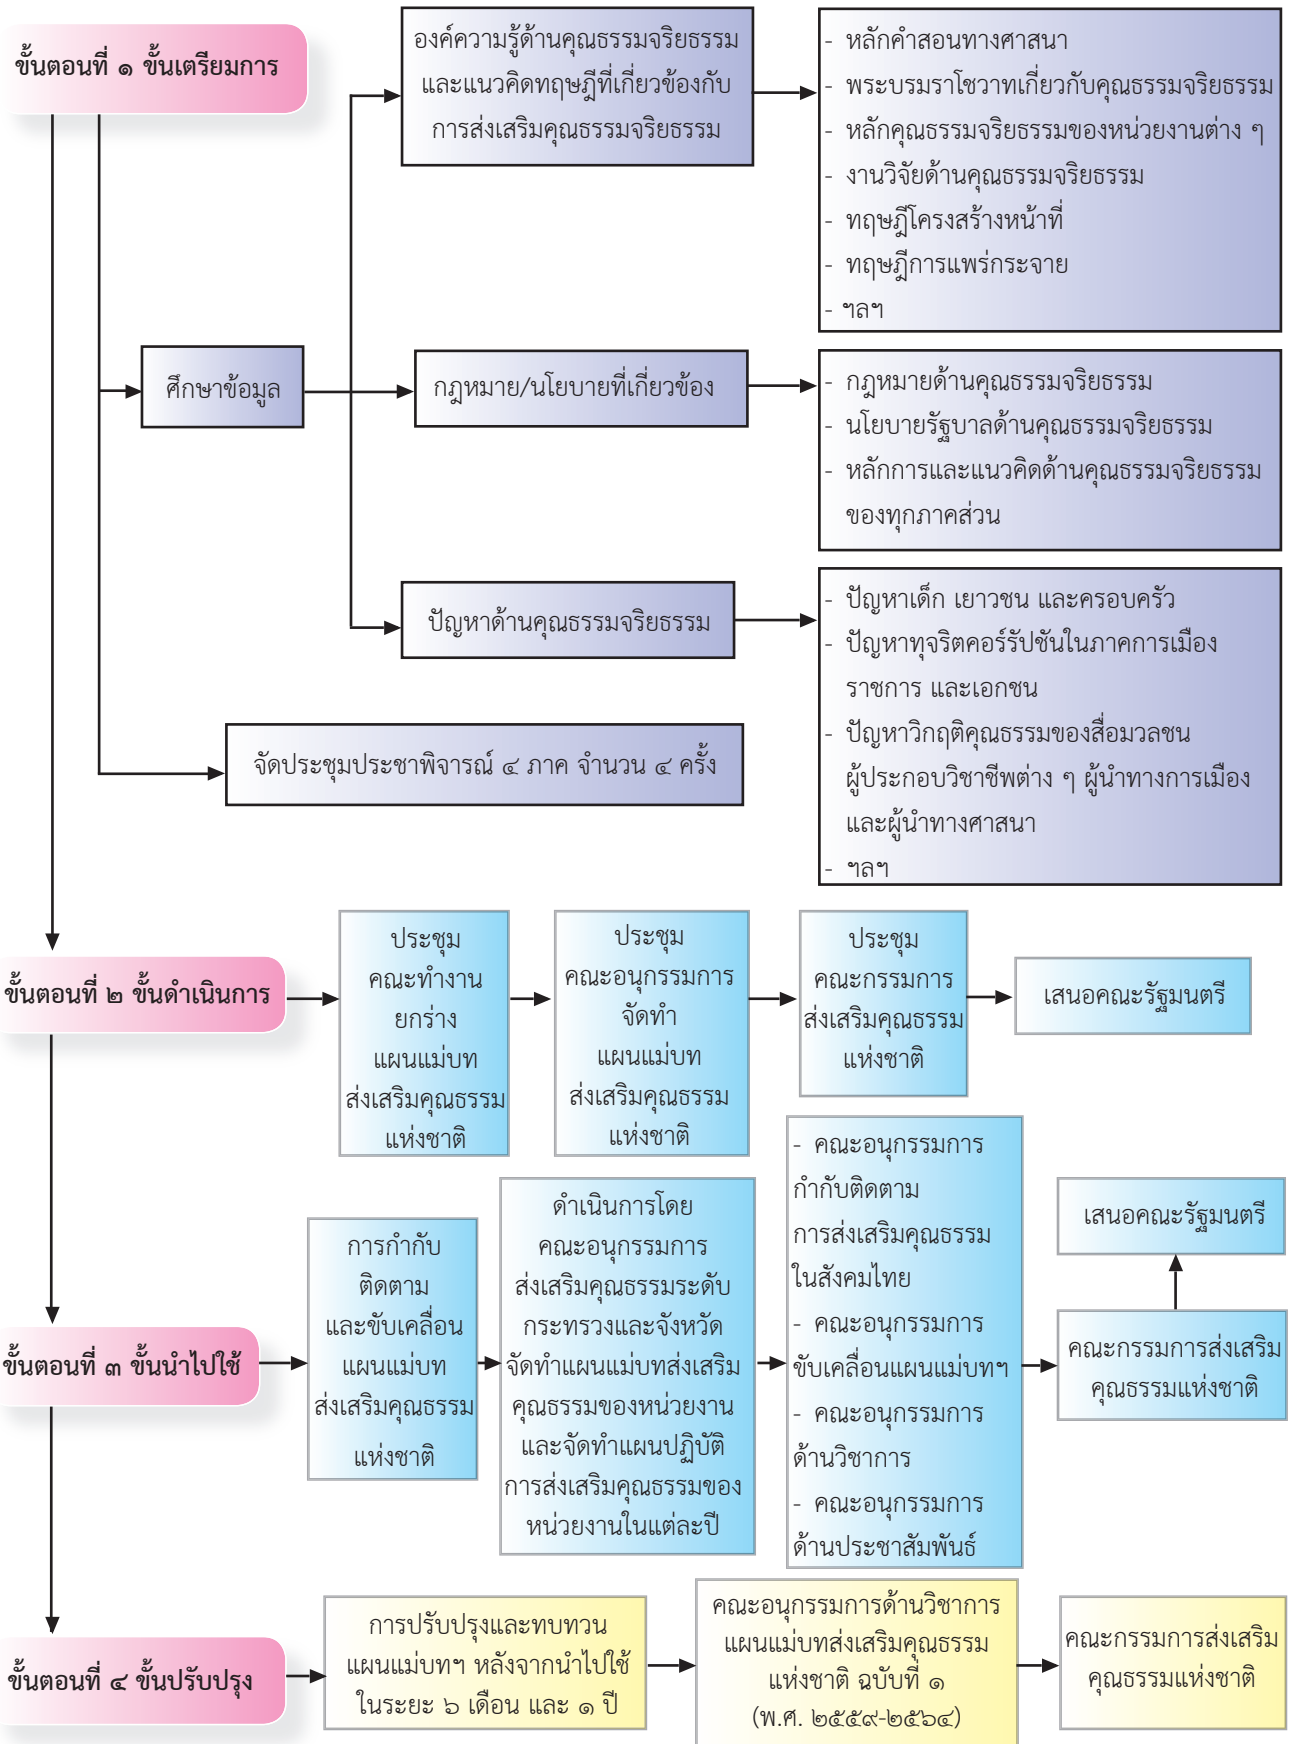 ขั้นตอนที่ ๑ ขั้นเตรียมการ
องค์ความรู้ด้านคุณธรรมจริยธรรม
และแนวคิดทฤษฎีที่เกี่ยวข้องกับ
การส่งเสริมคุณธรรมจริยธรรม
- หลักคำสอนทางศาสนา
- พระบรมราโชวาทเกี่ยวกับคุณธรรมจริยธรรม
- หลักคุณธรรมจริยธรรมของหน่วยงานต่าง ๆ
- งานวิจัยด้านคุณธรรมจริยธรรม
- ทฤษฎีโครงสร้างหน้าที่
- ทฤษฎีการแพร่กระจาย
- ฯลฯ
ศึกษาข้อมูล
กฎหมาย/นโยบายที่เกี่ยวข้อง
- กฎหมายด้านคุณธรรมจริยธรรม
- นโยบายรัฐบาลด้านคุณธรรมจริยธรรม
- หลักการและแนวคิดด้านคุณธรรมจริยธรรม
ของทุกภาคส่วน
ปัญหาด้านคุณธรรมจริยธรรม
- ปัญหาเด็ก เยาวชน และครอบครัว
- ปัญหาทุจริตคอร์รัปชันในภาคการเมือง
ราชการ และเอกชน
- ปัญหาวิกฤติคุณธรรมของสื่อมวลชน
ผู้ประกอบวิชาชีพต่าง ๆ ผู้นำทางการเมือง
และผู้นำทางศาสนา
- ฯลฯ
จัดประชุมประชาพิจารณ์ ๔ ภาค จำนวน ๔ ครั้ง
ขั้นตอนที่ ๒ ขั้นดำเนินการ
ประชุม
คณะทำงาน
ยกร่าง
แผนแม่บท
ส่งเสริมคุณธรรม
แห่งชาติ
ประชุม
คณะอนุกรรมการ
จัดทำ
แผนแม่บท
ส่งเสริมคุณธรรม
แห่งชาติ
ประชุม
คณะกรรมการ
ส่งเสริมคุณธรรม
แห่งชาติ
เสนอคณะรัฐมนตรี
ขั้นตอนที่ ๓ ขั้นนำไปใช้
การกำกับ
ติดตาม
และขับเคลื่อน
แผนแม่บท
ส่งเสริมคุณธรรม
แห่งชาติ
ดำเนินการโดย
คณะอนุกรรมการ
ส่งเสริมคุณธรรมระดับ
กระทรวงและจังหวัด
จัดทำแผนแม่บทส่งเสริม
คุณธรรมของหน่วยงาน
และจัดทำแผนปฏิบัติ
การส่งเสริมคุณธรรมของ
หน่วยงานในแต่ละปี
- คณะอนุกรรมการ
กำกับติดตาม
การส่งเสริมคุณธรรม
ในสังคมไทย
- คณะอนุกรรมการ
ขับเคลื่อนแผนแม่บทฯ
- คณะอนุกรรมการ
ด้านวิชาการ
- คณะอนุกรรมการ
ด้านประชาสัมพันธ์
เสนอคณะรัฐมนตรี
คณะกรรมการส่งเสริม
คุณธรรมแห่งชาติ
ขั้นตอนที่ ๔ ขั้นปรับปรุง
การปรับปรุงและทบทวน
แผนแม่บทฯ หลังจากนำไปใช้
ในระยะ ๖ เดือน และ ๑ ปี
คณะอนุกรรมการด้านวิชาการ
แผนแม่บทส่งเสริมคุณธรรม
แห่งชาติ ฉบับที่ ๑
(พ.ศ. ๒๕๕๙-๒๕๖๔)
คณะกรรมการส่งเสริม
คุณธรรมแห่งชาติ